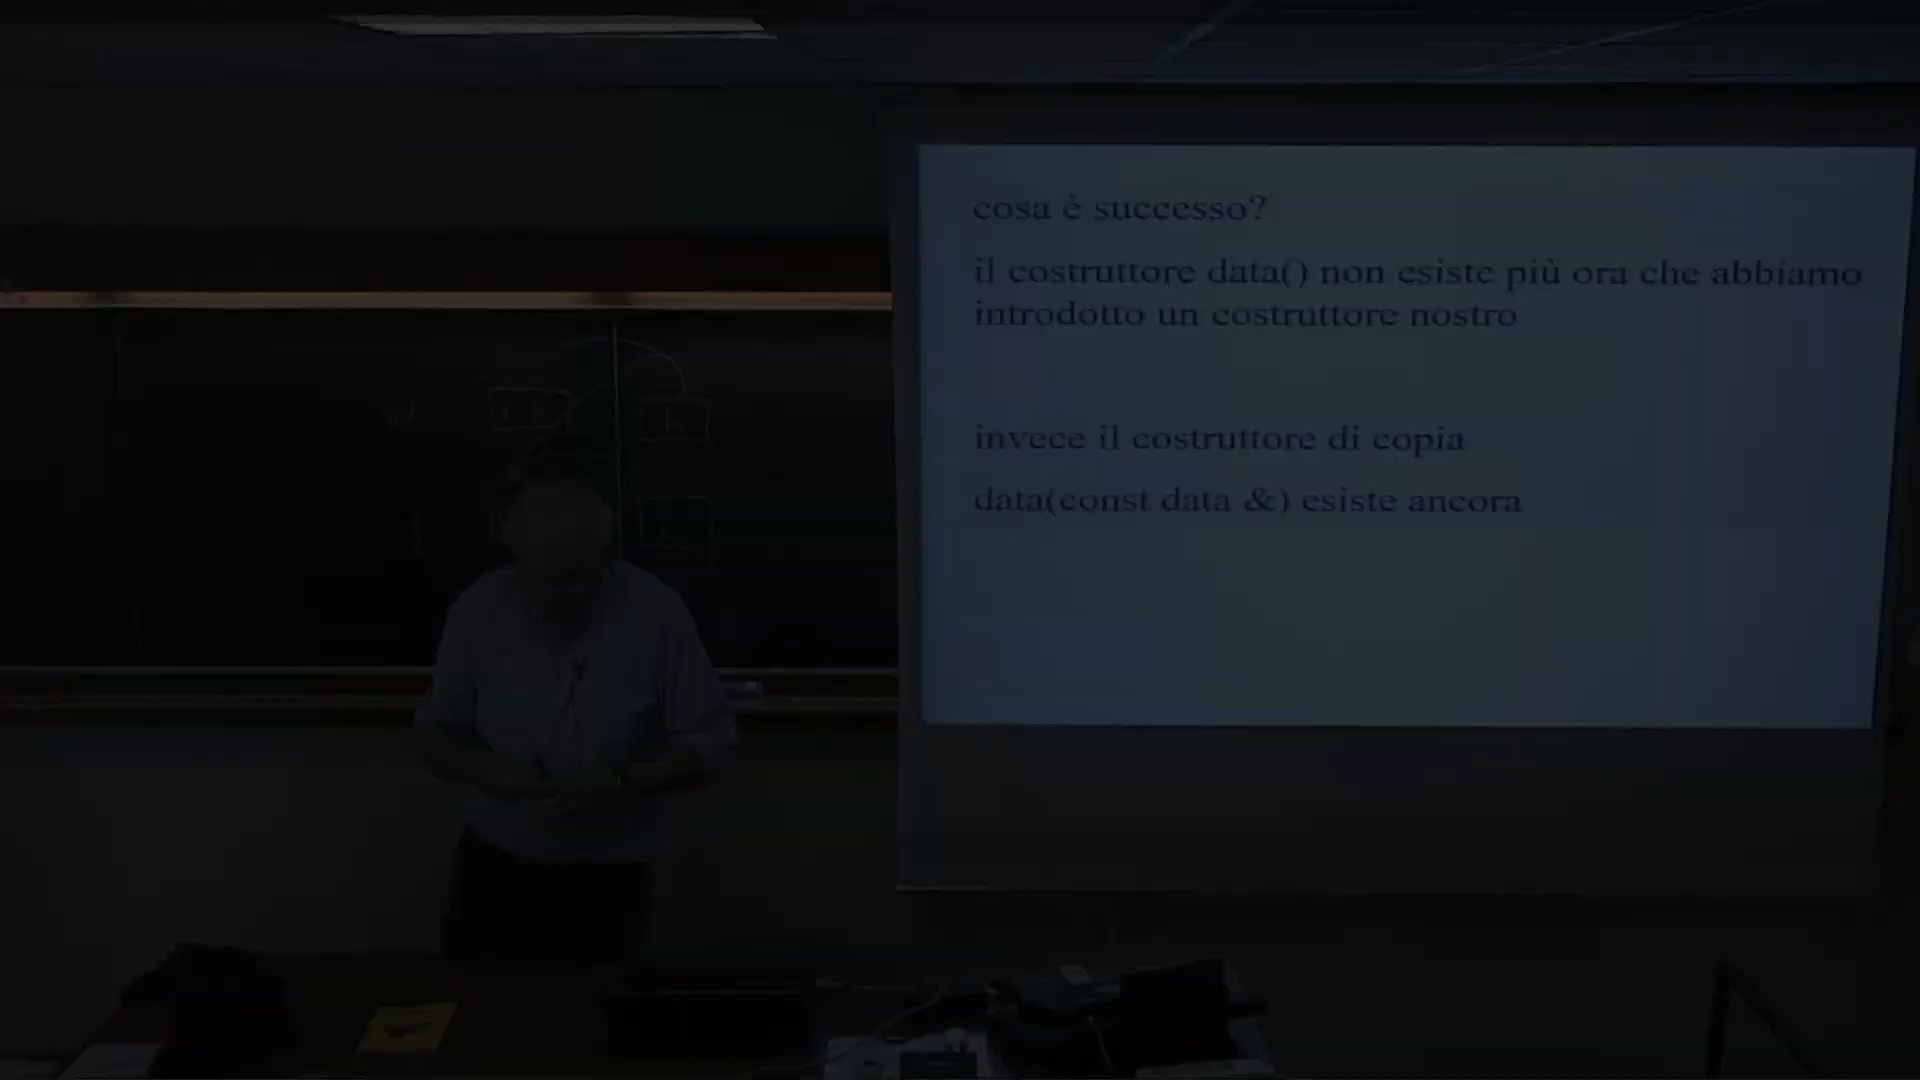 cosa è successo?
il costruttore data() non esiste più ora che abbiamo
introdotto un costruttore nostro
invece il costruttore di copia
data(const data &) esiste ancora